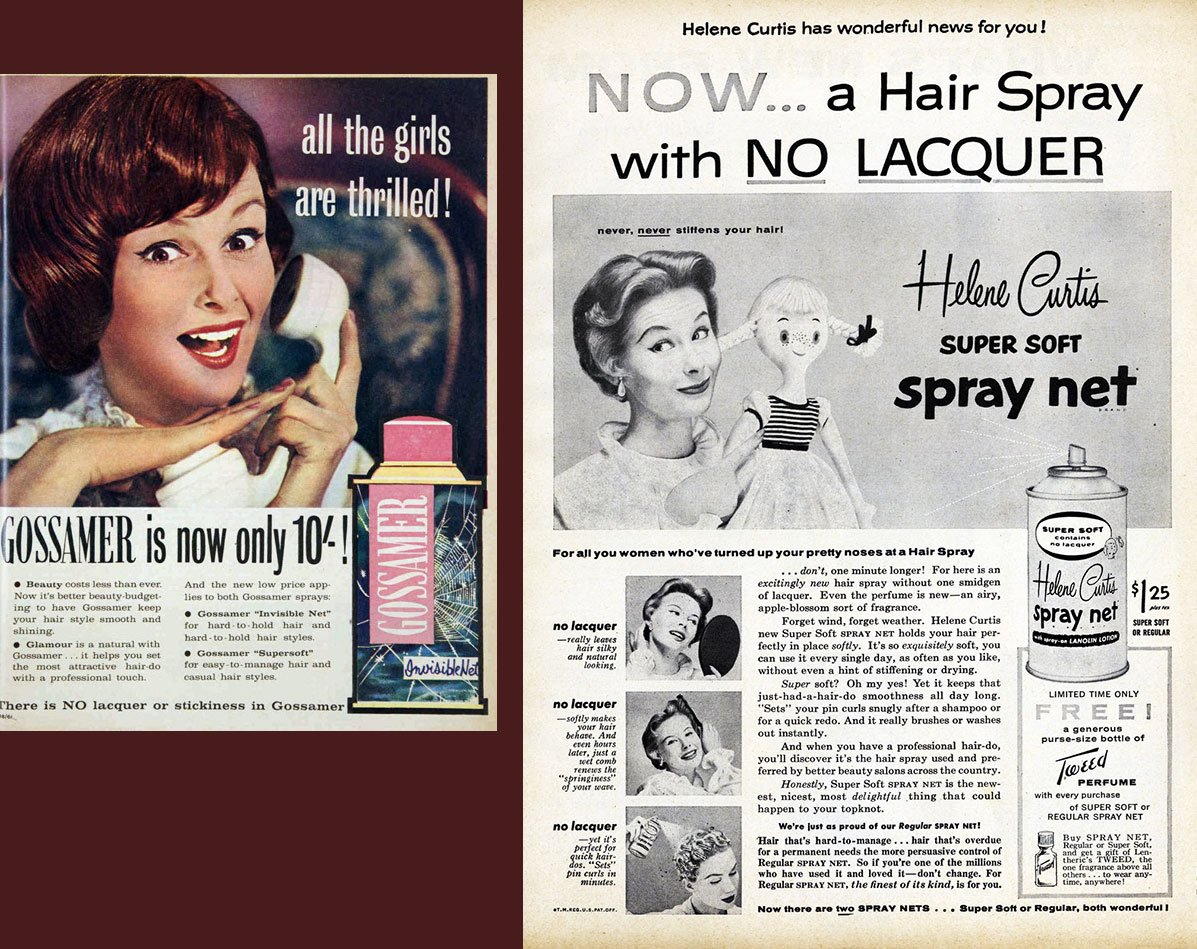 all the girls
are thrilled!
GOSSAMER
InvisibleNet
GOSSAMER is now only 10/-!
● Beauty costs less than ever.
Now it's better beauty-budget-
ing to have Gossamer keep
your hair style smooth and
shining.
● Glamour is a natural with
Gossamer . . . it helps you set
the most attractive hair-do
with a professional touch.
And the new low price app-
lies to both Gossamer sprays:
● Gossamer "Invisible Net"
for hard-to-hold hair and
hard-to-hold hair styles.
● Gossamer "Supersoft"
for easy-to-manage hair and
casual hair styles.
There is NO lacquer or stickiness in Gossamer
Helene Curtis has wonderful news for you!
NOW... a Hair Spray
with NO LACQUER
never, never stiffens your hair!
Helene Curtis
SUPER SOFT
spray net
BRAND
SUPER SOFT
contains
no lacquer
Helene Curtis
spray net
with spray-on LANOLIN LOTION
$1 25
plus tax
SUPER SOFT
OR REGULAR
For all you women who've turned up your pretty noses at a Hair Spray
no lacquer
—really leaves
hair silky
and natural
looking.
no lacquer
—softly makes
your hair
behave. And
even hours
later, just a
wet comb
renews the
"springiness"
of your wave.
no lacquer
—yet it's
perfect for
quick hair-
dos. "Sets"
pin curls in
minutes.
®T.M.REG.U.S.PAT.OFF.
. . . don't, one minute longer! For here is an
excitingly new hair spray without one smidgen
of lacquer. Even the perfume is new—an airy,
apple-blossom sort of fragrance.
Forget wind, forget weather. Helene Curtis
new Super Soft SPRAY NET holds your hair per-
fectly in place softly. It's so exquisitely soft, you
can use it every single day, as often as you like,
without even a hint of stiffening or drying.
Super soft? Oh my yes! Yet it keeps that
just-had-a-hair-do smoothness all day long.
"Sets" your pin curls snugly after a shampoo or
for a quick redo. And it really brushes or washes
out instantly.
And when you have a professional hair-do,
you'll discover it's the hair spray used and pre-
ferred by better beauty salons across the country.
Honestly, Super Soft SPRAY NET is the new-
est, nicest, most delightful thing that could
happen to your topknot.
We're just as proud of our Regular SPRAY NET!
Hair that's hard-to-manage . . . hair that's overdue
for a permanent needs the more persuasive control of
Regular SPRAY NET. So if you're one of the millions
who have used it and loved it—don't change. For
Regular SPRAY NET, the finest of its kind, is for you.
LIMITED TIME ONLY
FREE!
a generous
purse-size bottle of
Tweed
PERFUME
with every purchase
of SUPER SOFT or
REGULAR SPRAY NET
Buy SPRAY NET,
Regular or Super Soft,
and get a gift of Len-
theric's TWEED, the
one fragrance above all
others . . . to wear any-
time, anywhere!
Now there are two SPRAY NETS . . . Super Soft or Regular, both wonderful!